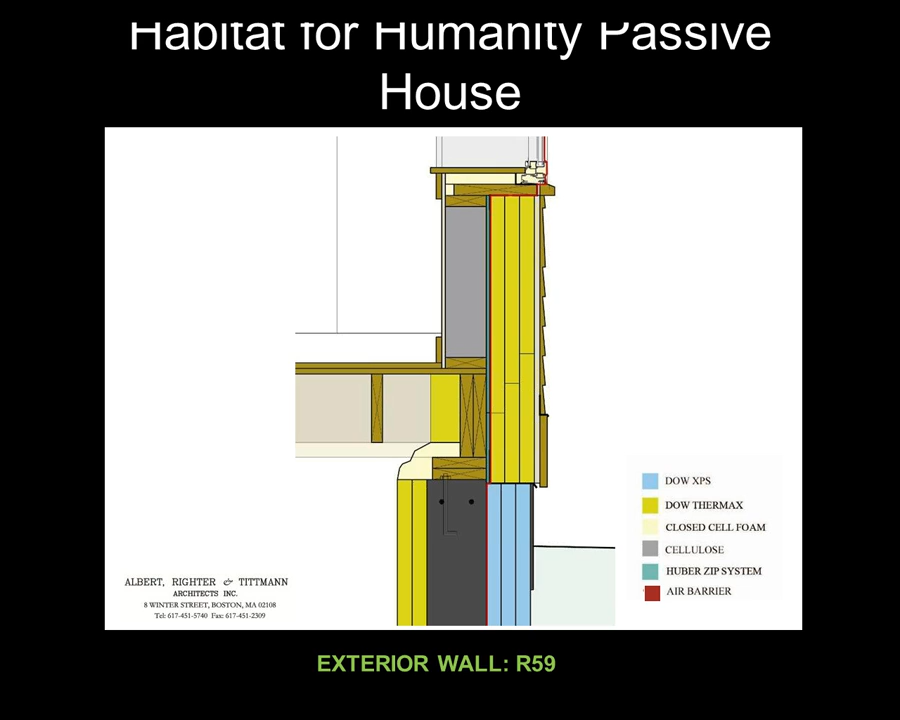 Habitat for Humanity Passive
House
DOW XPS
DOW THERMAX
CLOSED CELL FOAM
CELLULOSE
HUBER ZIP SYSTEM
AIR BARRIER
ALBERT, RIGHTER & TITTMANN
ARCHITECTS INC.
8 WINTER STREET, BOSTON, MA 02108
Tel: 617-451-5740 Fax: 617-451-2309
EXTERIOR WALL: R59